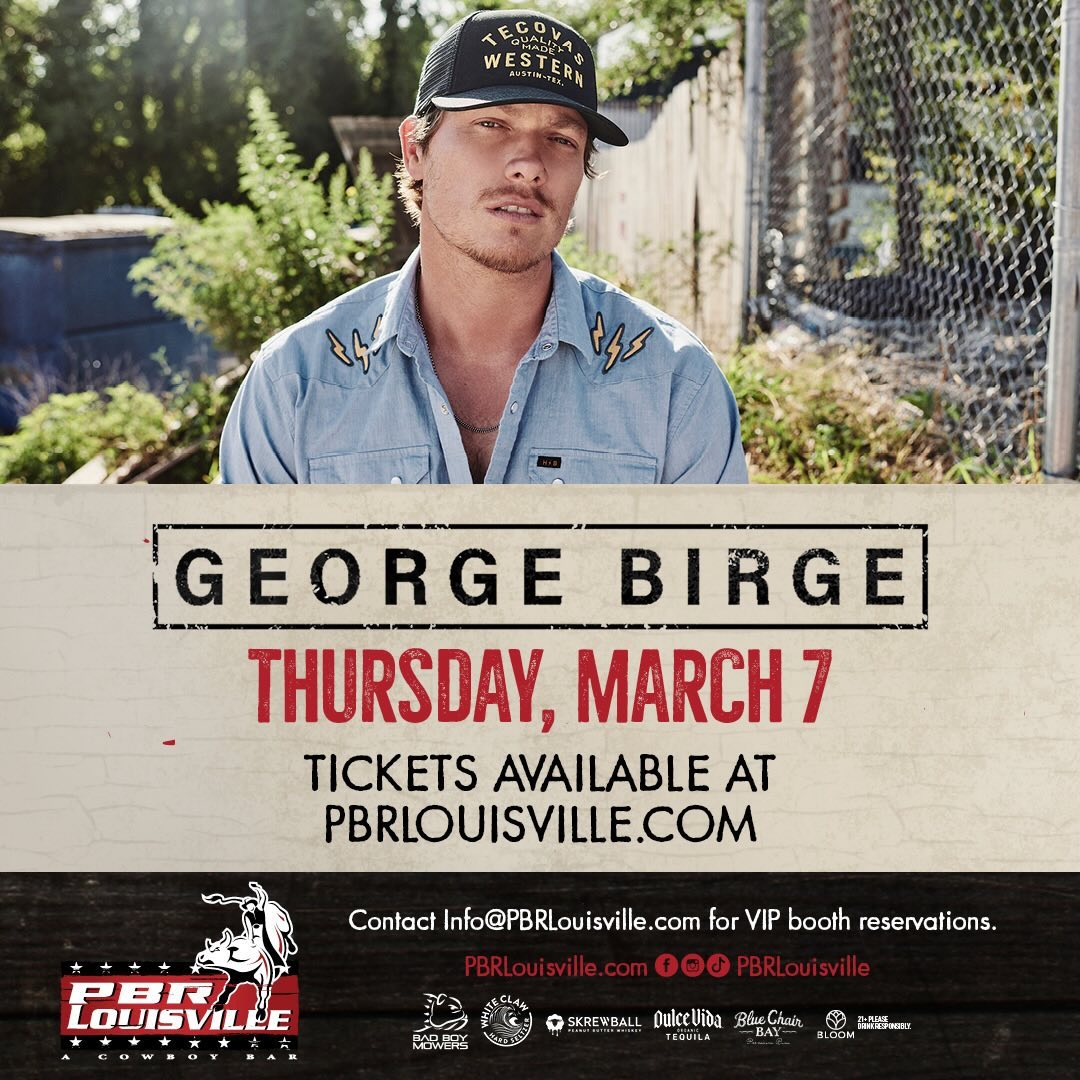 TECOVAS
QUALITY
MADE
WESTERN
AUSTIN-TEX.
GEORGE BIRGE
THURSDAY, MARCH 7
TICKETS AVAILABLE AT
PBRLOUISVILLE.COM
Contact Info@PBRLouisville.com for VIP booth reservations.
PBRLouisville.com PBRLouisville
PBR
LOUISVILLE
A COWBOY BAR
BAD BOY
MOWERS
WHITE CLAW
HARD SELTZER
SKREWBALL
PEANUT BUTTER WHISKEY
Dulce Vida
ORGANIC
TEQUILA
Blue Chair
BAY
Premium Rum
BLOOM
21+ PLEASE
DRINK RESPONSIBLY.